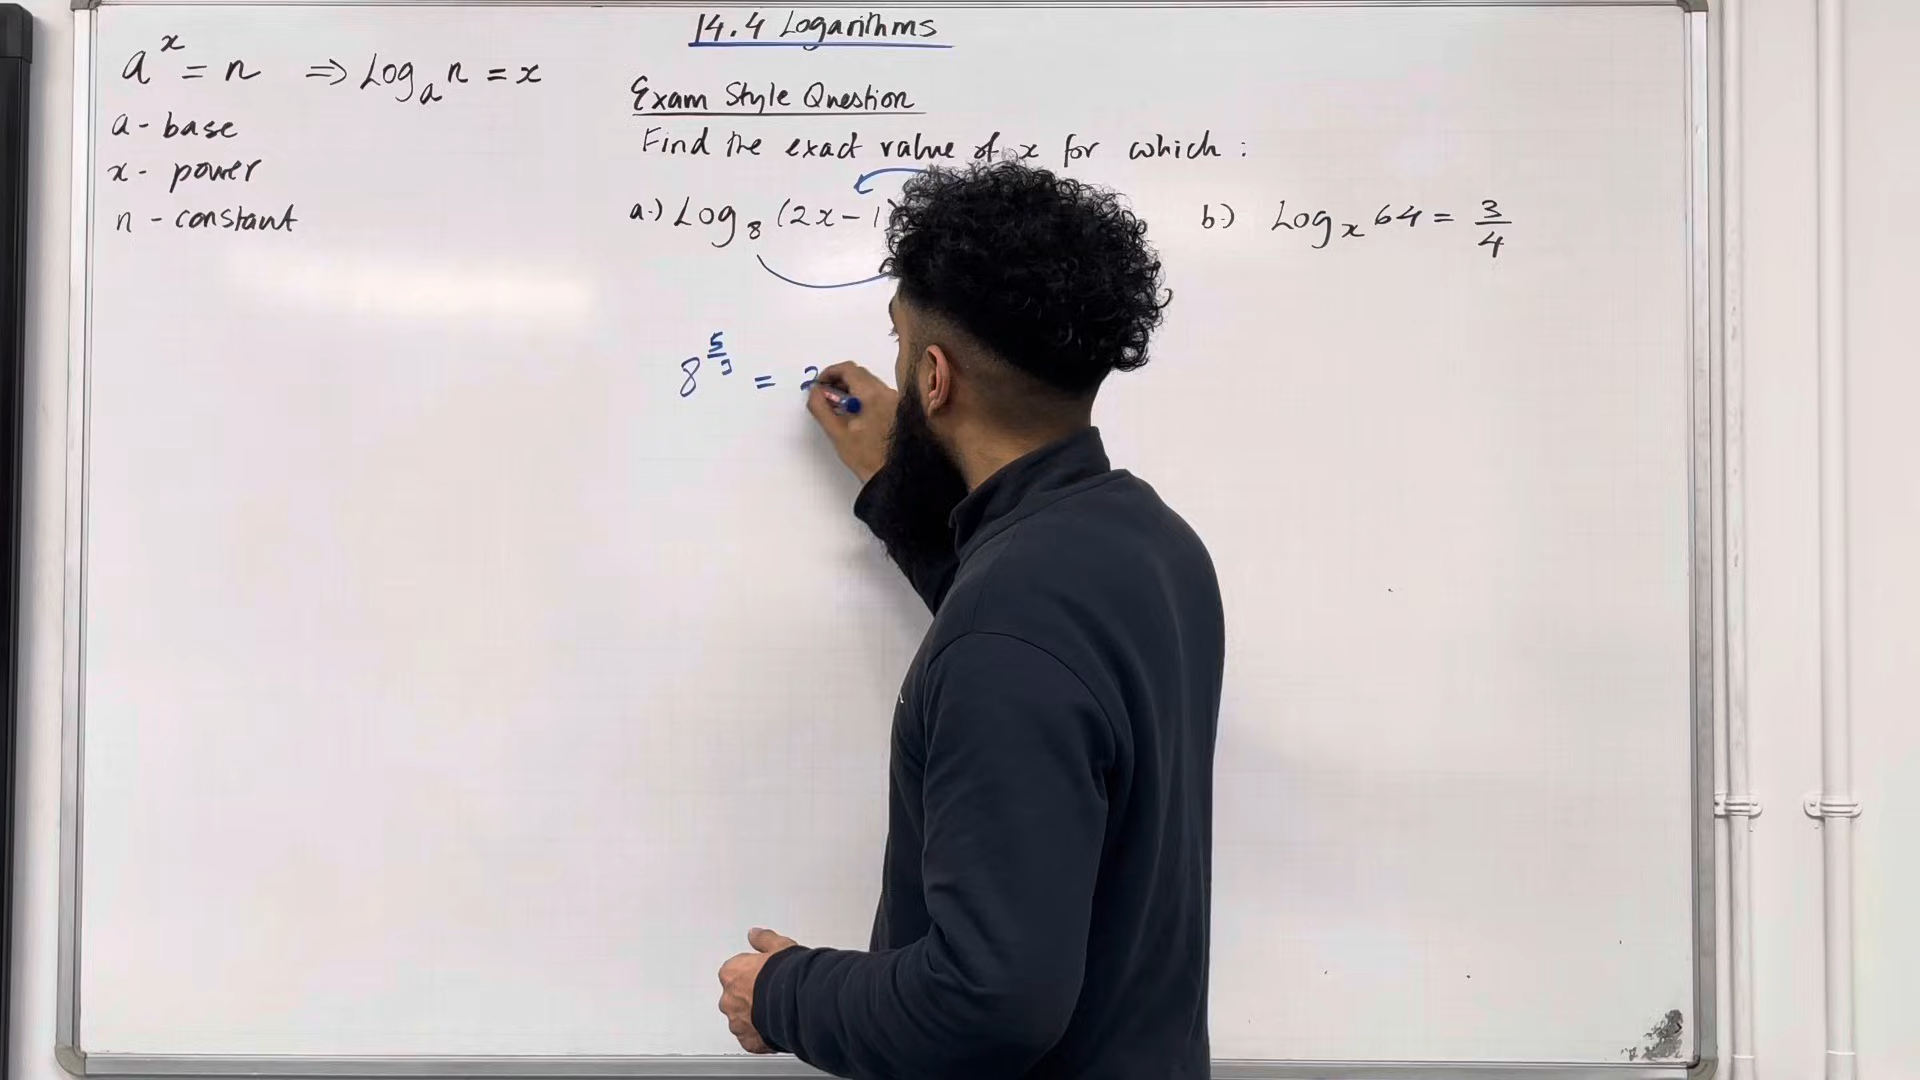 14.4 Logarithms
a^x = n ⇒ Log_a n = x
a - base
x - power
n - constant
Exam Style Question
Find the exact value of x for which :
a.) Log_8 (2x - 1)
b.) Log_x 64 = 3/4
8^(5/3) = 2